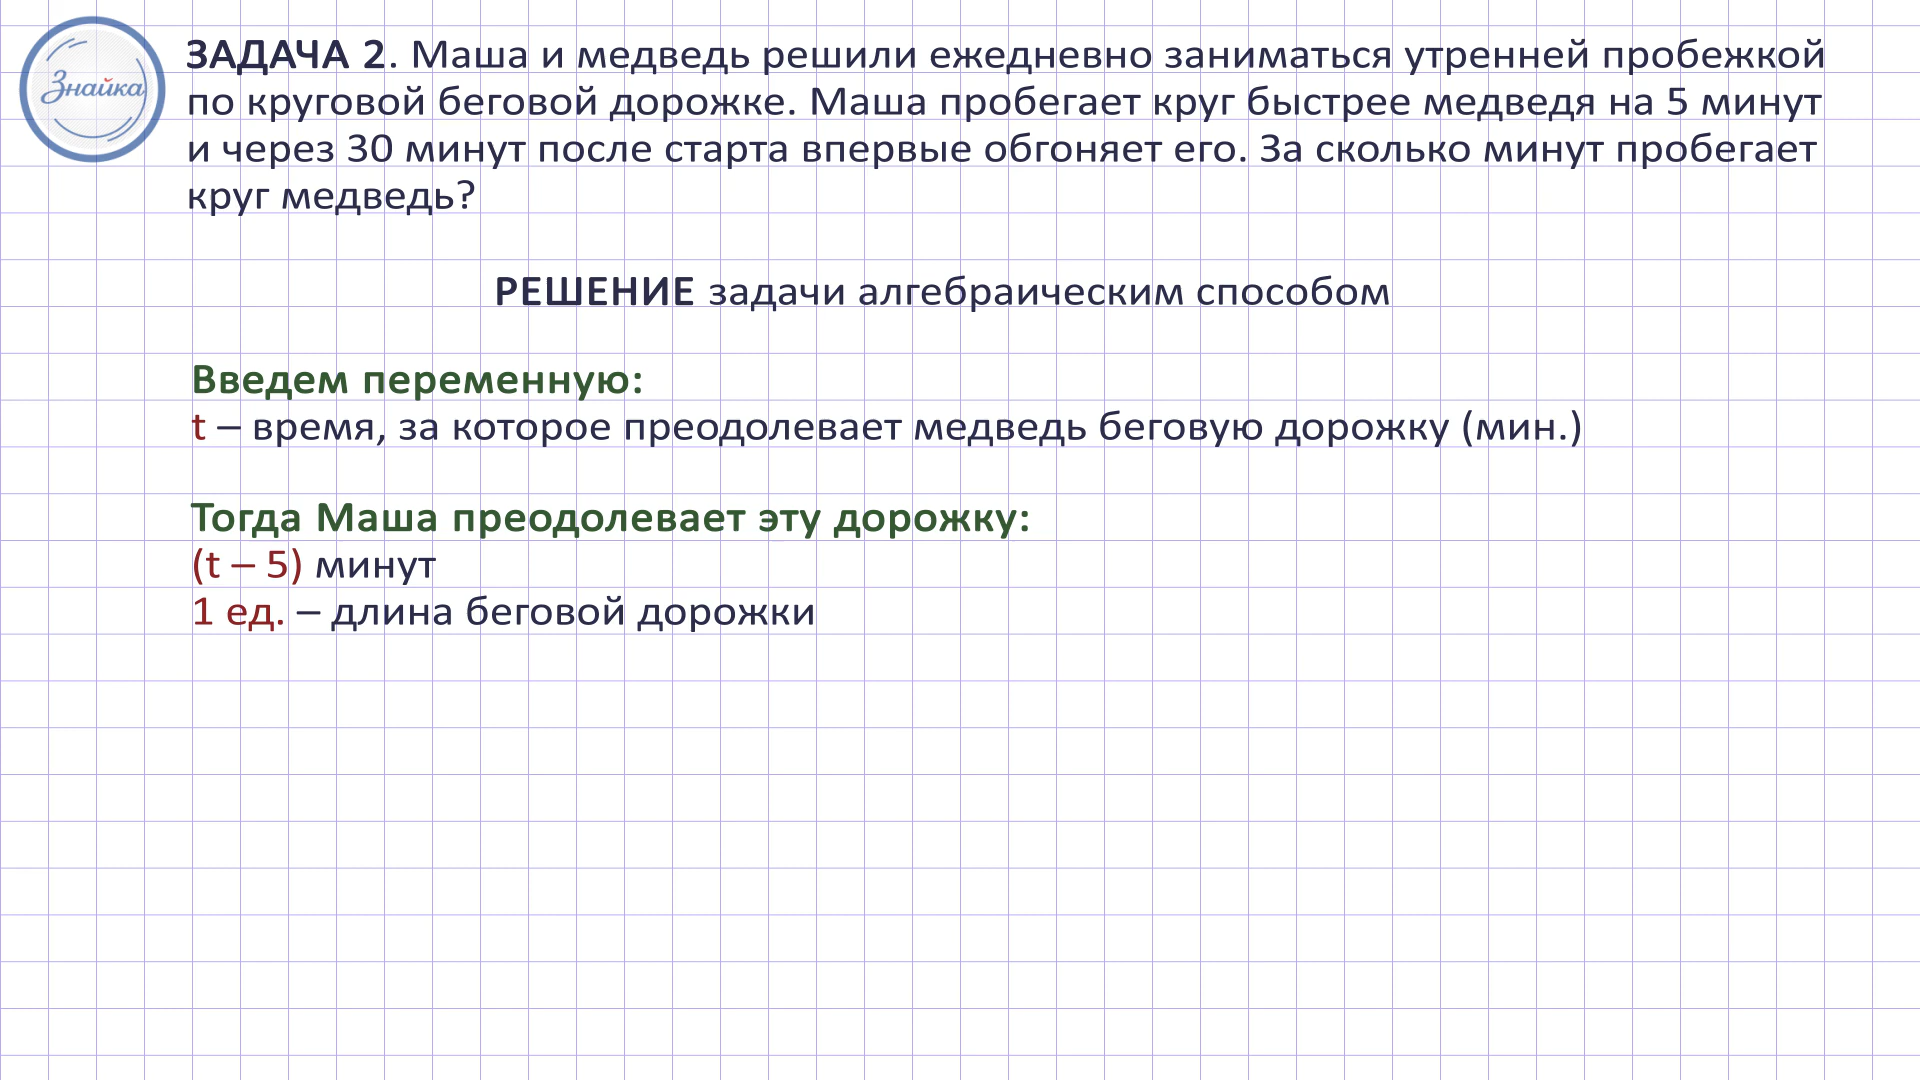 Знайка
ЗАДАЧА 2. Маша и медведь решили ежедневно заниматься утренней пробежкой
по круговой беговой дорожке. Маша пробегает круг быстрее медведя на 5 минут
и через 30 минут после старта впервые обгоняет его. За сколько минут пробегает
круг медведь?
РЕШЕНИЕ задачи алгебраическим способом
Введем переменную:
t – время, за которое преодолевает медведь беговую дорожку (мин.)
Тогда Маша преодолевает эту дорожку:
(t – 5) минут
1 ед. – длина беговой дорожки